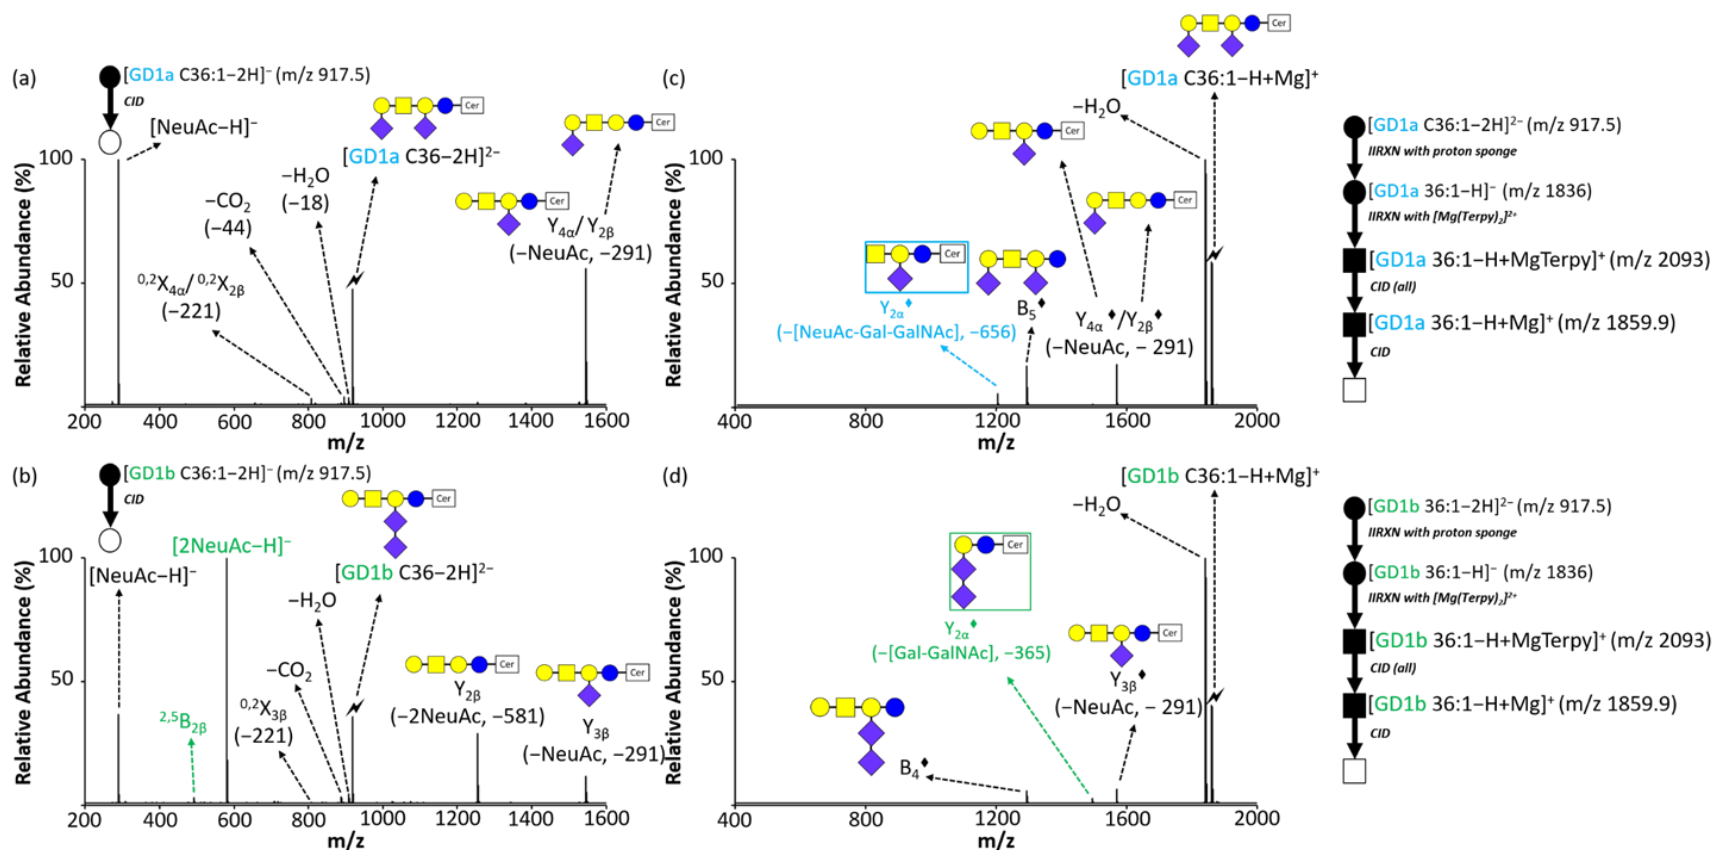 (a)
[GD1a C36:1−2H]⁻ (m/z 917.5)
CID
[NeuAc−H]⁻
−CO₂
(−44)
−H₂O
(−18)
[GD1a C36−2H]²⁻
Cer
Cer
Cer
Y₄α/ Y₂β
(−NeuAc, −291)
⁰,²X₄α/ ⁰,²X₂β
(−221)
Relative Abundance (%)
100
50
200 400 600 800 1000 1200 1400 1600
m/z
(c)
Cer
[GD1a C36:1−H+Mg]⁺
−H₂O
Cer
Cer
Cer
Y₂α♦
(−[NeuAc-Gal-GalNAc], −656)
B₅♦
Y₄α♦/Y₂β♦
(−NeuAc, − 291)
Relative Abundance (%)
100
50
400 800 1200 1600 2000
m/z
[GD1a C36:1−2H]²⁻ (m/z 917.5)
IIRXN with proton sponge
[GD1a 36:1−H]⁻ (m/z 1836)
IIRXN with [Mg(Terpy)₂]²⁺
[GD1a 36:1−H+MgTerpy]⁺ (m/z 2093)
CID (all)
[GD1a 36:1−H+Mg]⁺ (m/z 1859.9)
CID
(b)
[GD1b C36:1−2H]⁻ (m/z 917.5)
CID
Cer
[2NeuAc−H]⁻
[NeuAc−H]⁻
[GD1b C36−2H]²⁻
−H₂O
−CO₂
²,⁵B₂β
⁰,²X₃β
(−221)
Cer
Y₂β
(−2NeuAc, −581)
Cer
Y₃β
(−NeuAc, −291)
Relative Abundance (%)
100
50
200 400 600 800 1000 1200 1400 1600
m/z
(d)
[GD1b C36:1−H+Mg]⁺
−H₂O
Cer
Y₂α♦
(−[Gal-GalNAc], −365)
Cer
Y₃β♦
(−NeuAc, − 291)
B₄♦
Relative Abundance (%)
100
50
400 800 1200 1600 2000
m/z
[GD1b 36:1−2H]²⁻ (m/z 917.5)
IIRXN with proton sponge
[GD1b 36:1−H]⁻ (m/z 1836)
IIRXN with [Mg(Terpy)₂]²⁺
[GD1b 36:1−H+MgTerpy]⁺ (m/z 2093)
CID (all)
[GD1b 36:1−H+Mg]⁺ (m/z 1859.9)
CID